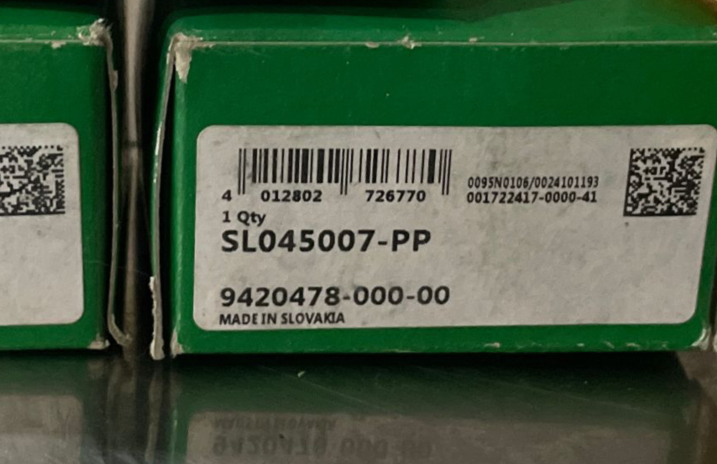 4 012802 726770
0095N0106/0024101193
001722417-0000-41
1 Qty
SL045007-PP
9420478-000-00
MADE IN SLOVAKIA